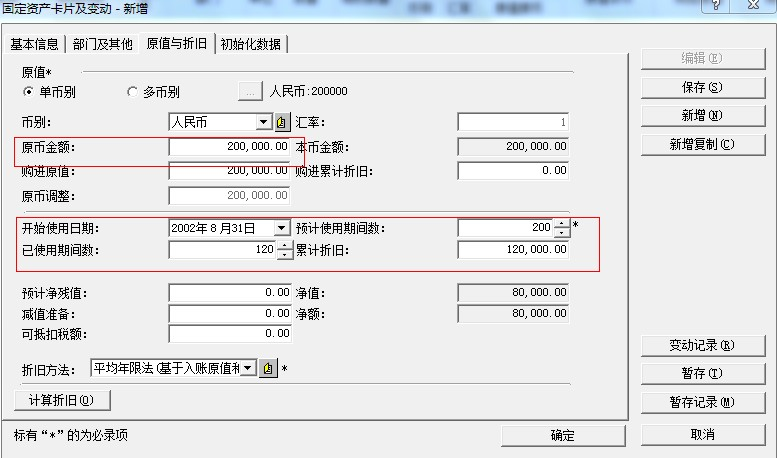 固定资产卡片及变动 - 新增
基本信息 部门及其他 原值与折旧 初始化数据
编辑(E)
原值*
单币别 多币别 ... 人民币:200000
保存(S)
币别: 人民币 汇率: 1
新增(N)
原币金额: 200,000.00 本币金额: 200,000.00
新增复制(C)
购进原值: 200,000.00 购进累计折旧: 0.00
原币调整: 200,000.00
开始使用日期: 2002年 8月31日 预计使用期间数: 200 *
已使用期间数: 120 累计折旧: 120,000.00
预计净残值: 0.00 净值: 80,000.00
减值准备: 0.00 净额: 80,000.00
可抵扣税额: 0.00
变动记录(R)
折旧方法: 平均年限法(基于入账原值和 *
暂存(T)
计算折旧(O)
暂存记录(M)
标有“*”的为必录项 确定 取消